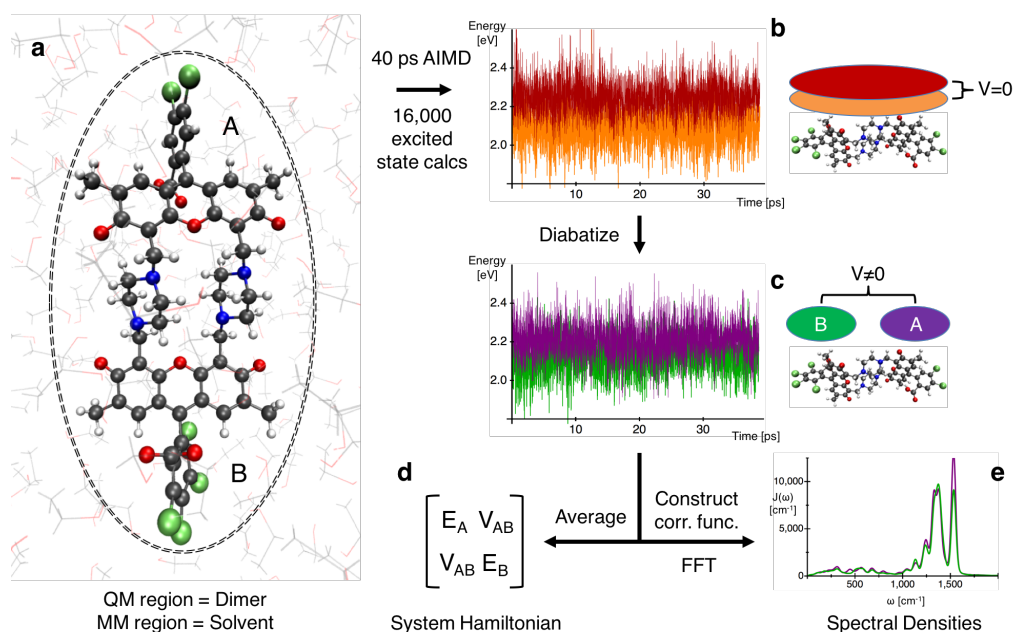 a
A
B
QM region = Dimer
MM region = Solvent
40 ps AIMD
16,000
excited
state calcs
Energy
[eV]
2.4
2.2
2.0
10
20
30
Time [ps]
b
V=0
Diabatize
Energy
[eV]
2.4
2.2
2.0
10
20
30
Time [ps]
c
V≠0
B
A
d
E_A V_AB
V_AB E_B
System Hamiltonian
Average
Construct
corr. func.
FFT
e
10,000
J(ω)
[cm⁻¹]
5,000
0
500
1,000
1,500
ω [cm⁻¹]
Spectral Densities